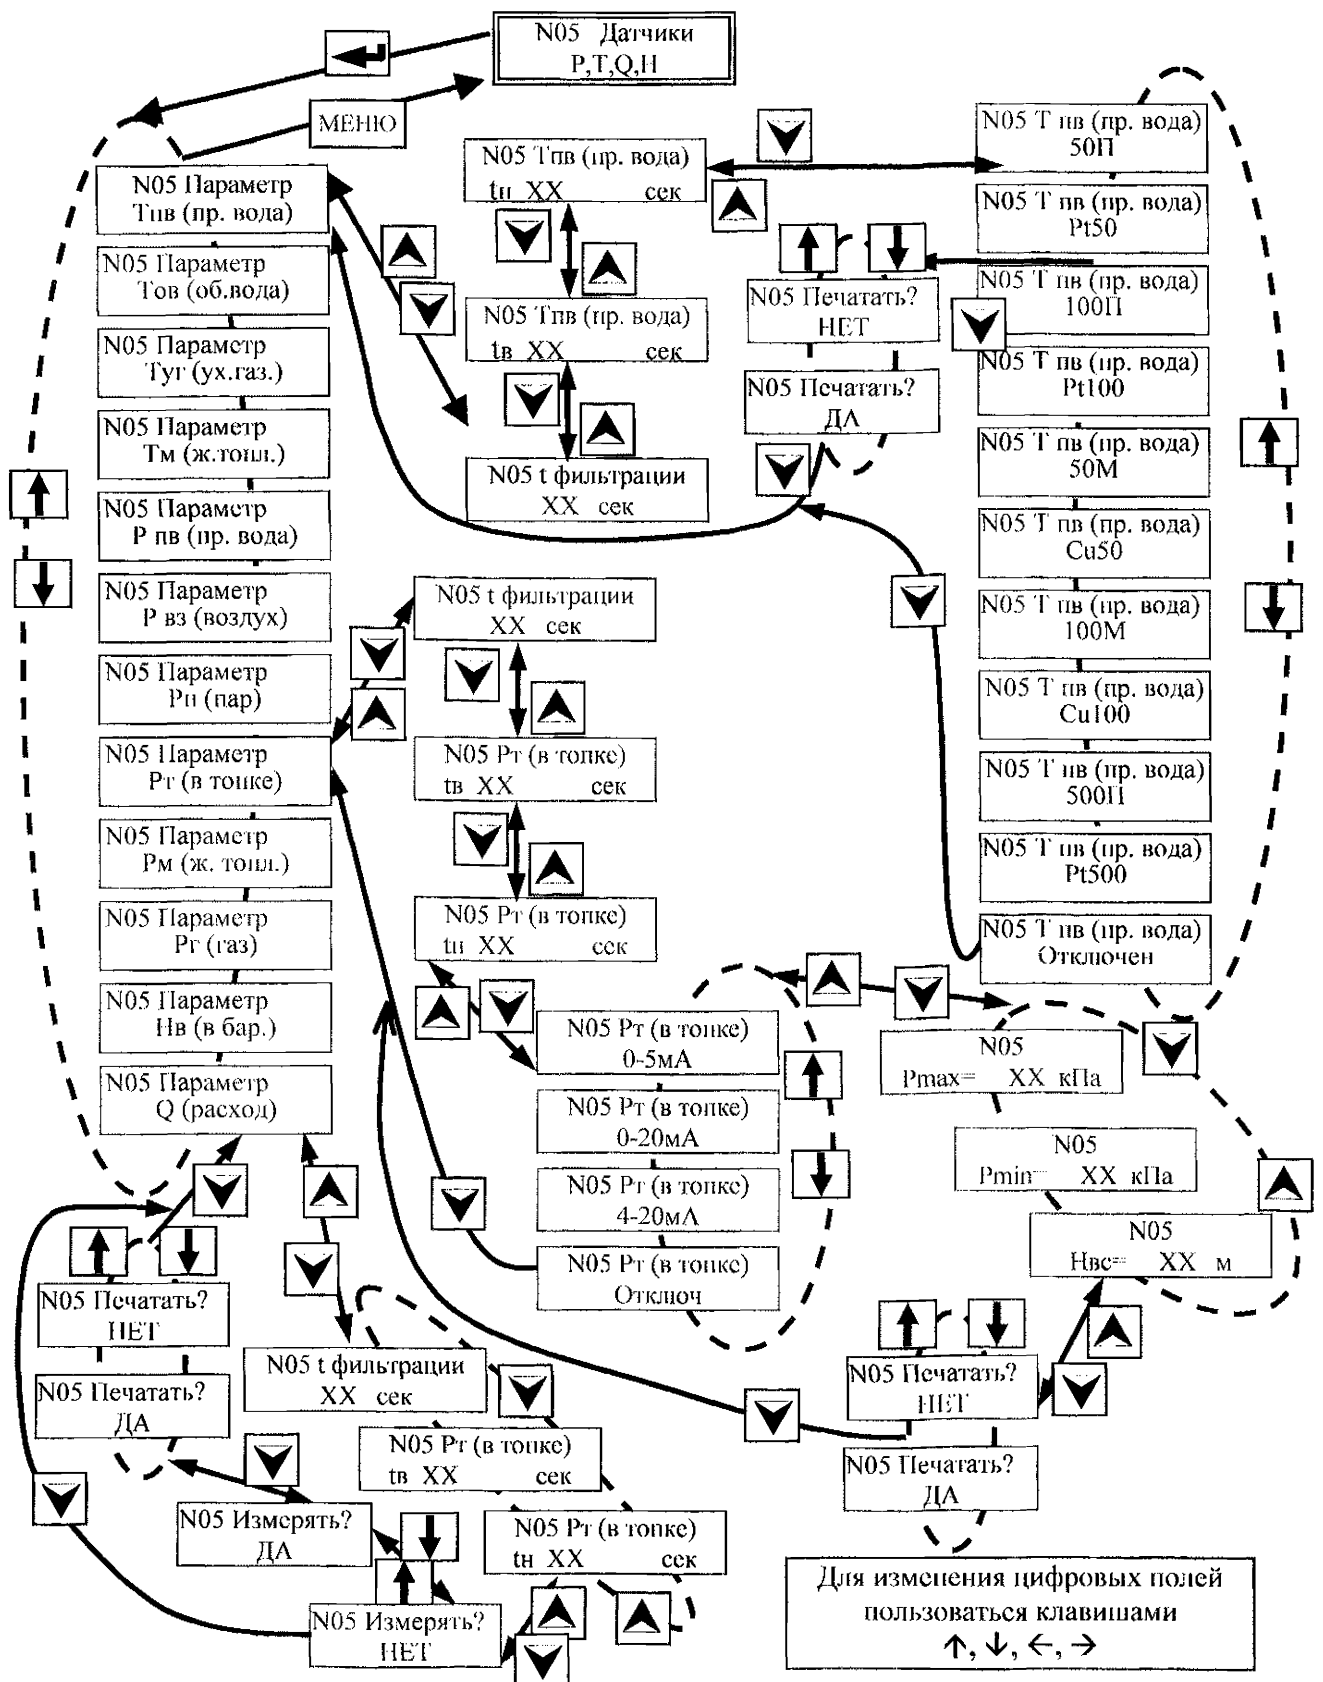 N05 Датчики
P,T,Q,H
МЕНЮ
N05 Параметр
Тпв (пр. вода)
N05 Параметр
Тов (об.вода)
N05 Параметр
Туг (ух.газ.)
N05 Параметр
Тм (ж.топл.)
N05 Параметр
Р пв (пр. вода)
N05 Параметр
Р вз (воздух)
N05 Параметр
Рп (пар)
N05 Параметр
Рт (в топке)
N05 Параметр
Рм (ж. топл.)
N05 Параметр
Рг (газ)
N05 Параметр
Нв (в бар.)
N05 Параметр
Q (расход)
N05 Тпв (пр. вода)
tн XX сек
N05 Тпв (пр. вода)
tв XX сек
N05 t фильтрации
XX сек
N05 Печатать?
НЕТ
N05 Печатать?
ДА
N05 Т пв (пр. вода)
50П
N05 Т пв (пр. вода)
Pt50
N05 Т пв (пр. вода)
100П
N05 Т пв (пр. вода)
Pt100
N05 Т пв (пр. вода)
50М
N05 Т пв (пр. вода)
Cu50
N05 Т пв (пр. вода)
100М
N05 Т пв (пр. вода)
Cu100
N05 Т пв (пр. вода)
500П
N05 Т пв (пр. вода)
Pt500
N05 Т пв (пр. вода)
Отключен
N05 t фильтрации
XX сек
N05 Рт (в топке)
tв XX сек
N05 Рт (в топке)
tн XX сек
N05 Рт (в топке)
0-5мА
N05 Рт (в топке)
0-20мА
N05 Рт (в топке)
4-20мА
N05 Рт (в топке)
Отключ
N05
Pmax= XX кПа
N05
Pmin= XX кПа
N05
Нвс= XX м
N05 Печатать?
НЕТ
N05 Печатать?
ДА
N05 Печатать?
НЕТ
N05 Печатать?
ДА
N05 t фильтрации
XX сек
N05 Рт (в топке)
tв XX сек
N05 Рт (в топке)
tн XX сек
N05 Измерять?
ДА
N05 Измерять?
НЕТ
Для изменения цифровых полей
пользоваться клавишами
↑, ↓, ←, →